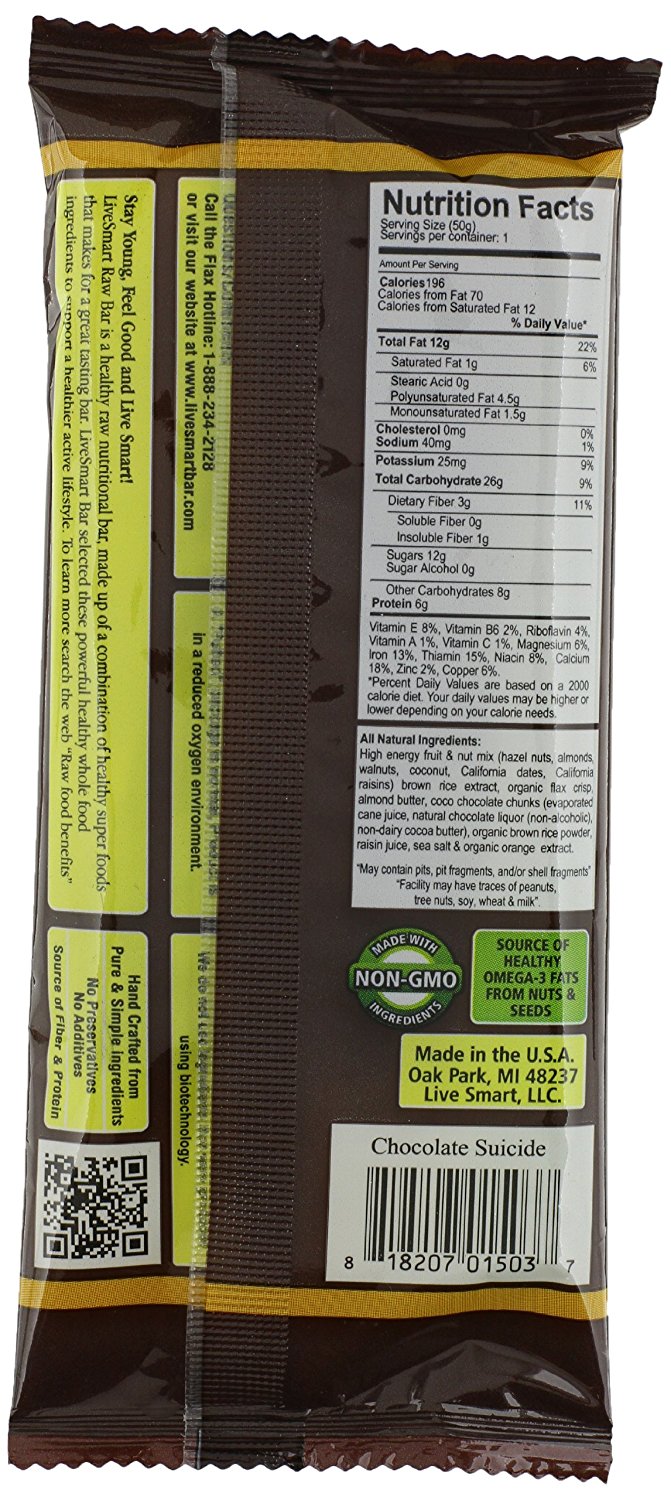 Nutrition Facts
Serving Size (50g)
Servings per container: 1
Amount Per Serving
Calories 196
Calories from Fat 70
Calories from Saturated Fat 12
% Daily Value*
Total Fat 12g 22%
Saturated Fat 1g 6%
Stearic Acid 0g
Polyunsaturated Fat 4.5g
Monounsaturated Fat 1.5g
Cholesterol 0mg 0%
Sodium 40mg 1%
Potassium 25mg 9%
Total Carbohydrate 26g 9%
Dietary Fiber 3g 11%
Soluble Fiber 0g
Insoluble Fiber 1g
Sugars 12g
Sugar Alcohol 0g
Other Carbohydrates 8g
Protein 6g
Vitamin E 8%, Vitamin B6 2%, Riboflavin 4%,
Vitamin A 1%, Vitamin C 1%, Magnesium 6%,
Iron 13%, Thiamin 15%, Niacin 8%, Calcium
18%, Zinc 2%, Copper 6%.
*Percent Daily Values are based on a 2000
calorie diet. Your daily values may be higher or
lower depending on your calorie needs.
All Natural Ingredients:
High energy fruit & nut mix (hazel nuts, almonds,
walnuts, coconut, California dates, California
raisins) brown rice extract, organic flax crisp,
almond butter, coco chocolate chunks (evaporated
cane juice, natural chocolate liquor (non-alcoholic),
non-dairy cocoa butter), organic brown rice powder,
raisin juice, sea salt & organic orange extract.
"May contain pits, pit fragments, and/or shell fragments"
"Facility may have traces of peanuts,
tree nuts, soy, wheat & milk".
MADE WITH
NON-GMO
INGREDIENTS
SOURCE OF
HEALTHY
OMEGA-3 FATS
FROM NUTS &
SEEDS
Made in the U.S.A.
Oak Park, MI 48237
Live Smart, LLC.
Chocolate Suicide
8 18207 01503 7
Call the Flax Hotline: 1-888-234-2128
or visit our website at www.livesmartbar.com
in a reduced oxygen environment.
We do not use
using biotechnology.
Stay Young, Feel Good and Live Smart!
LiveSmart Raw Bar is a healthy raw nutritional bar, made up of a combination of healthy super foods
that makes for a great tasting bar. LiveSmart Bar selected these powerful healthy whole food
ingredients to support a healthier active lifestyle. To learn more search the web "Raw food benefits"
Hand Crafted from
Pure & Simple Ingredients
No Preservatives
No Additives
Source of Fiber & Protein